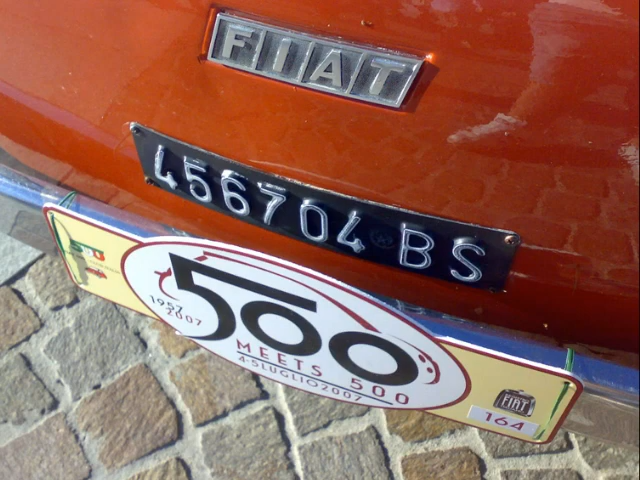 FIAT
456704 BS
1957
2007
500
MEETS 500
4-5 LUGLIO 2007
FIAT
164